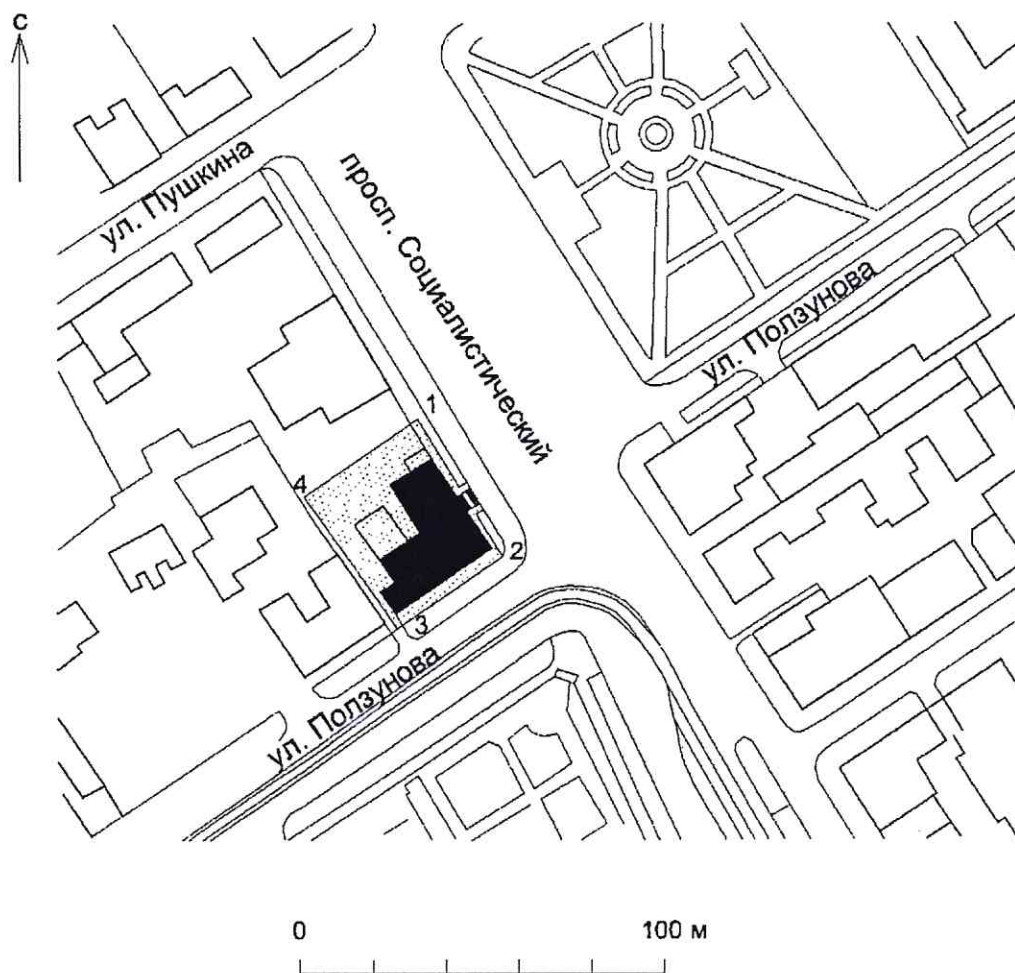 С
ул. Пушкина
просп. Социалистический
ул. Ползунова
1
4
2
3
ул. Ползунова
0 100 м